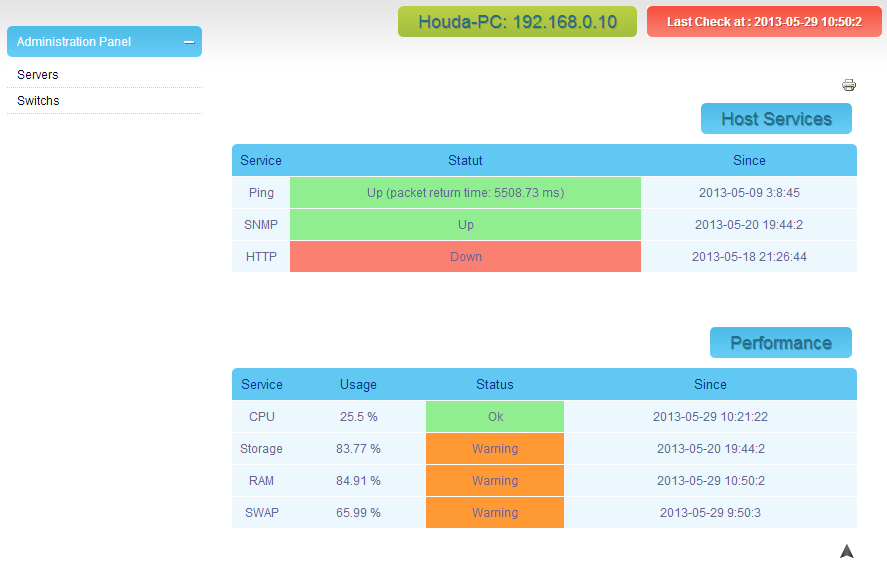 Houda-PC: 192.168.0.10
Last Check at : 2013-05-29 10:50:2
Administration Panel
Servers
Switchs
Host Services
Service Statut Since
Ping Up (packet return time: 5508.73 ms) 2013-05-09 3:8:45
SNMP Up 2013-05-20 19:44:2
HTTP Down 2013-05-18 21:26:44
Performance
Service Usage Status Since
CPU 25.5 % Ok 2013-05-29 10:21:22
Storage 83.77 % Warning 2013-05-20 19:44:2
RAM 84.91 % Warning 2013-05-29 10:50:2
SWAP 65.99 % Warning 2013-05-29 9:50:3